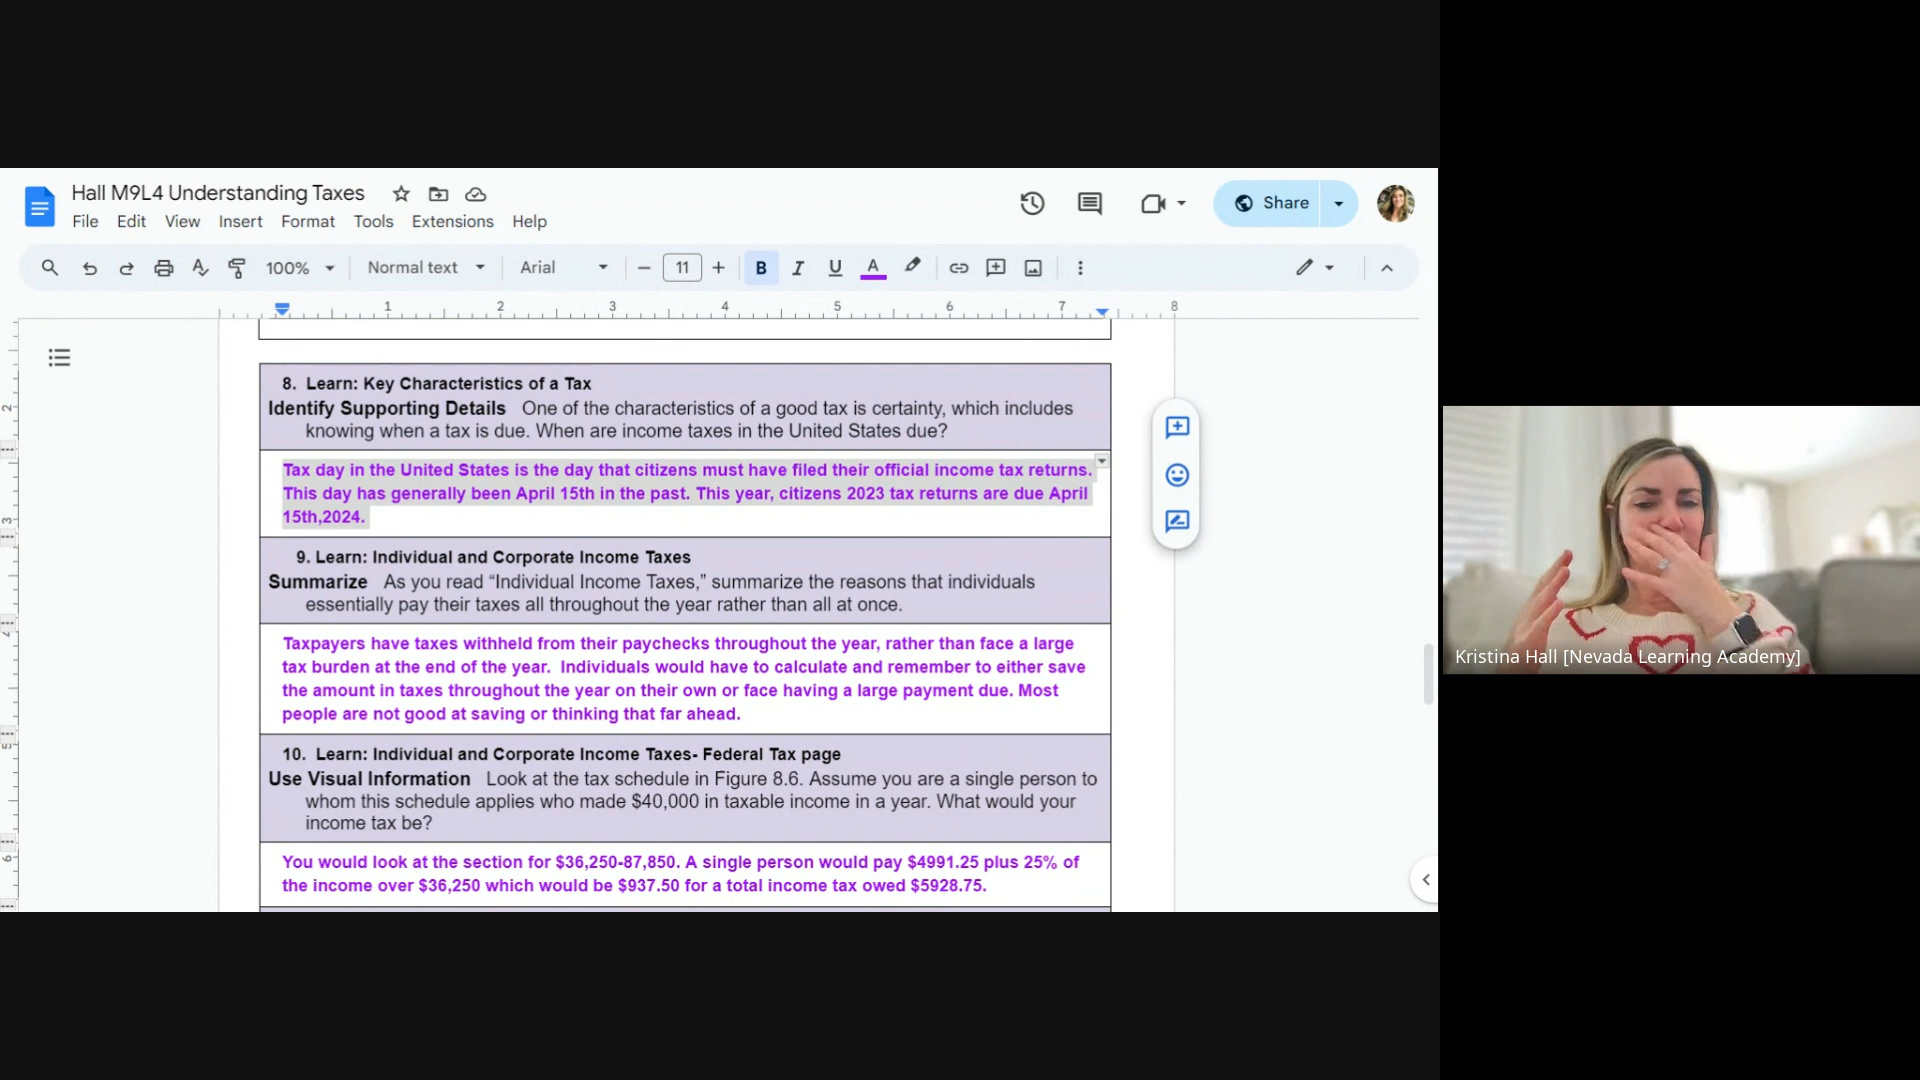 Hall M9L4 Understanding Taxes
File Edit View Insert Format Tools Extensions Help
Share
100% Normal text Arial 11 B I U A
1 2 3 4 5 6 7 8
8. Learn: Key Characteristics of a Tax
Identify Supporting Details One of the characteristics of a good tax is certainty, which includes
knowing when a tax is due. When are income taxes in the United States due?
Tax day in the United States is the day that citizens must have filed their official income tax returns.
This day has generally been April 15th in the past. This year, citizens 2023 tax returns are due April
15th,2024.
9. Learn: Individual and Corporate Income Taxes
Summarize As you read “Individual Income Taxes,” summarize the reasons that individuals
essentially pay their taxes all throughout the year rather than all at once.
Taxpayers have taxes withheld from their paychecks throughout the year, rather than face a large
tax burden at the end of the year. Individuals would have to calculate and remember to either save
the amount in taxes throughout the year on their own or face having a large payment due. Most
people are not good at saving or thinking that far ahead.
10. Learn: Individual and Corporate Income Taxes- Federal Tax page
Use Visual Information Look at the tax schedule in Figure 8.6. Assume you are a single person to
whom this schedule applies who made $40,000 in taxable income in a year. What would your
income tax be?
You would look at the section for $36,250-87,850. A single person would pay $4991.25 plus 25% of
the income over $36,250 which would be $937.50 for a total income tax owed $5928.75.
2
3
4
5
6
Kristina Hall [Nevada Learning Academy]